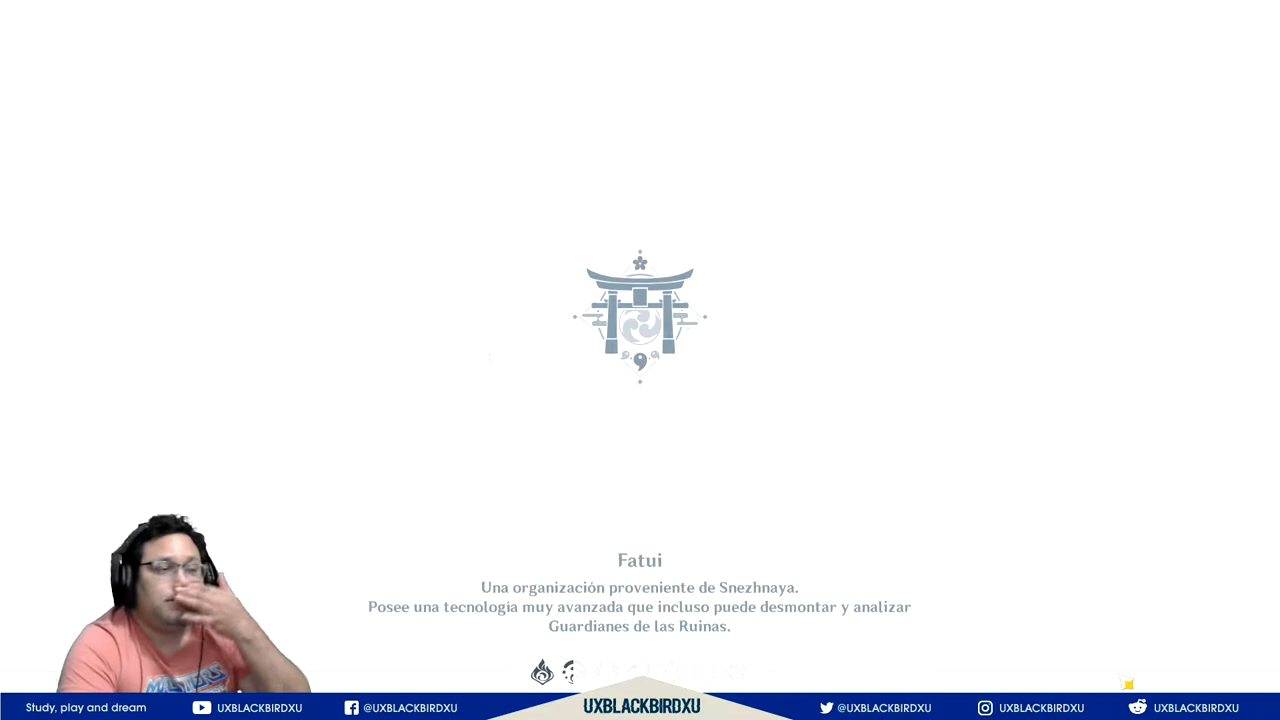 Fatui
Una organización proveniente de Snezhnaya.
Posee una tecnología muy avanzada que incluso puede desmontar y analizar
Guardianes de las Ruinas.
MASTERS
Study, play and dream
UXBLACKBIRDXU
@UXBLACKBIRDXU
UXBLACKBIRDXU
@UXBLACKBIRDXU
UXBLACKBIRDXU
UXBLACKBIRDXU